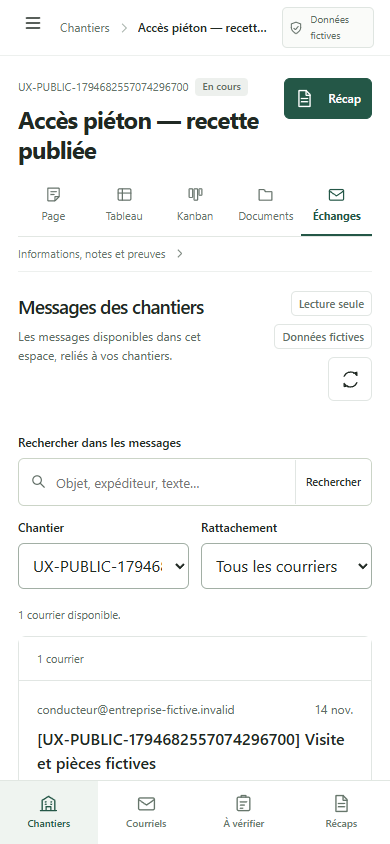 Chantiers
Accès piéton — recett...
Données
fictives
UX-PUBLIC-1794682557074296700
En cours
Accès piéton — recette
publiée
Récap
Page
Tableau
Kanban
Documents
Échanges
Informations, notes et preuves
Messages des chantiers
Lecture seule
Les messages disponibles dans cet
espace, reliés à vos chantiers.
Données fictives
Rechercher dans les messages
Objet, expéditeur, texte...
Rechercher
Chantier
Rattachement
UX-PUBLIC-17946
Tous les courriers
1 courrier disponible.
1 courrier
conducteur@entreprise-fictive.invalid
14 nov.
[UX-PUBLIC-1794682557074296700] Visite
et pièces fictives
Chantiers
Courriels
À vérifier
Récaps